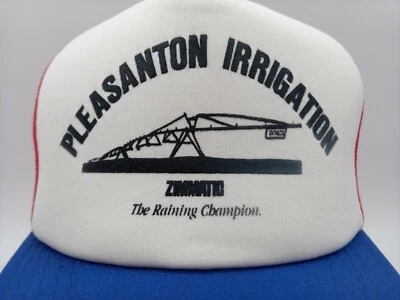 PLEASANTON IRRIGATION
ZIMMATIC
The Raining Champion.